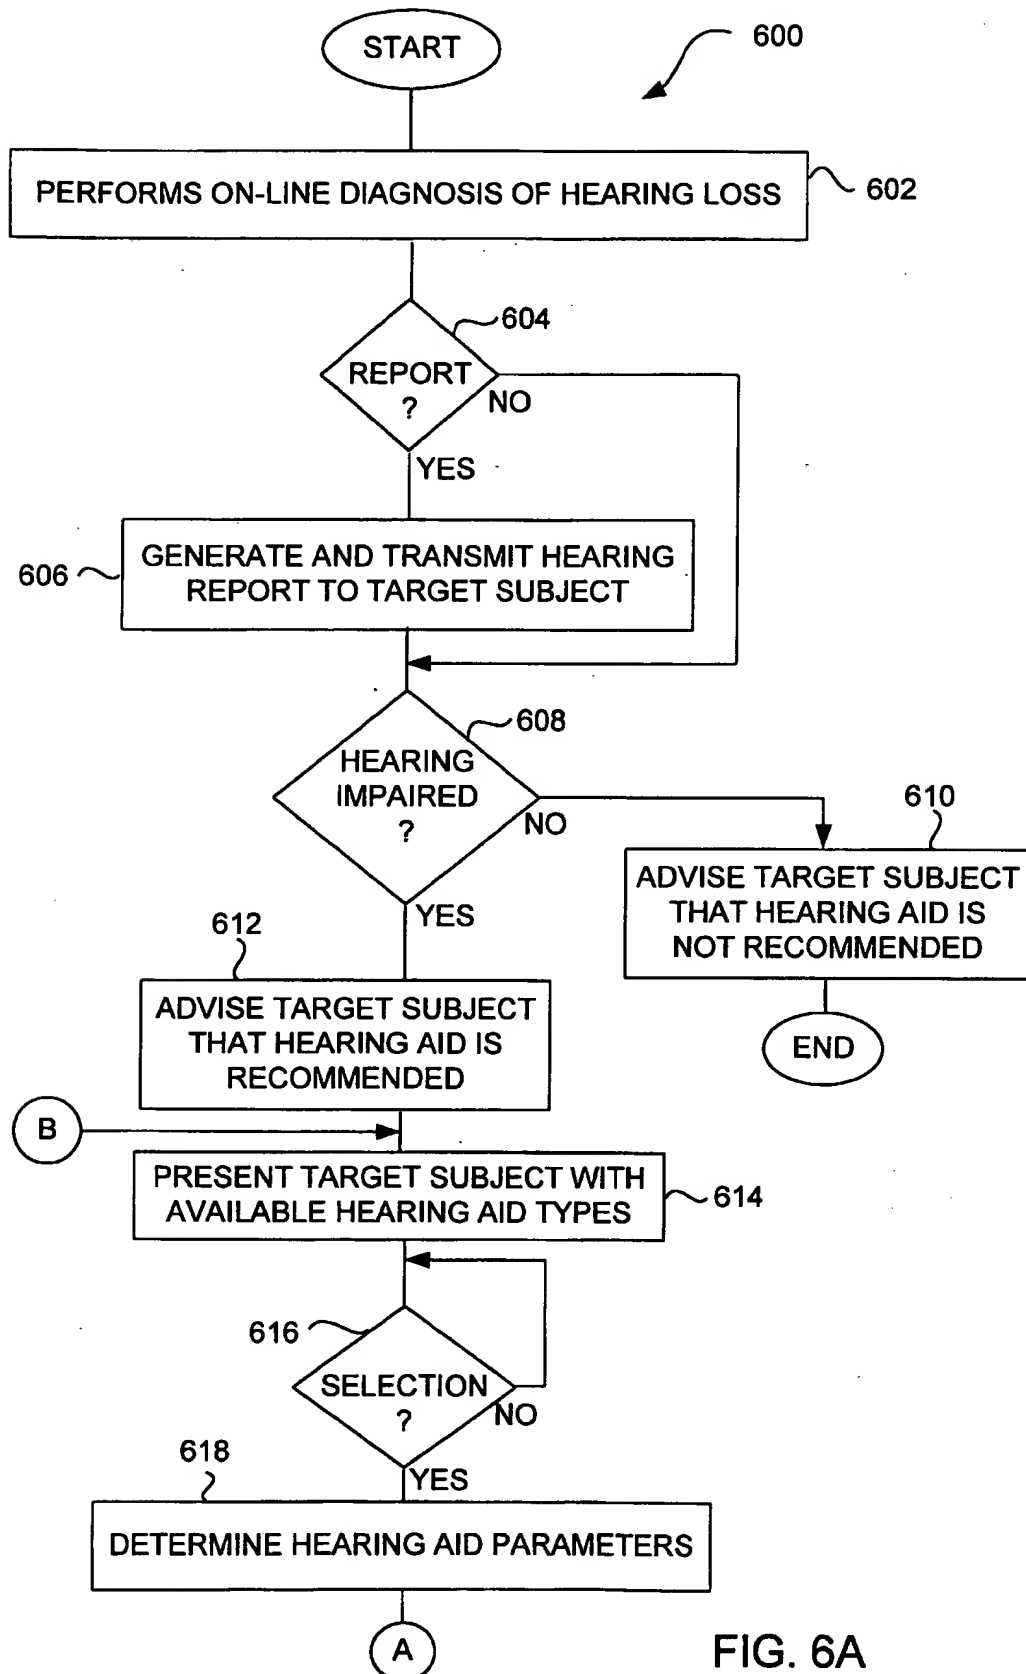 START
600
PERFORMS ON-LINE DIAGNOSIS OF HEARING LOSS
602
604
REPORT
?
NO
YES
606
GENERATE AND TRANSMIT HEARING
REPORT TO TARGET SUBJECT
608
HEARING
IMPAIRED
?
NO
YES
610
ADVISE TARGET SUBJECT
THAT HEARING AID IS
NOT RECOMMENDED
END
612
ADVISE TARGET SUBJECT
THAT HEARING AID IS
RECOMMENDED
B
PRESENT TARGET SUBJECT WITH
AVAILABLE HEARING AID TYPES
614
616
SELECTION
?
NO
YES
618
DETERMINE HEARING AID PARAMETERS
A
FIG. 6A